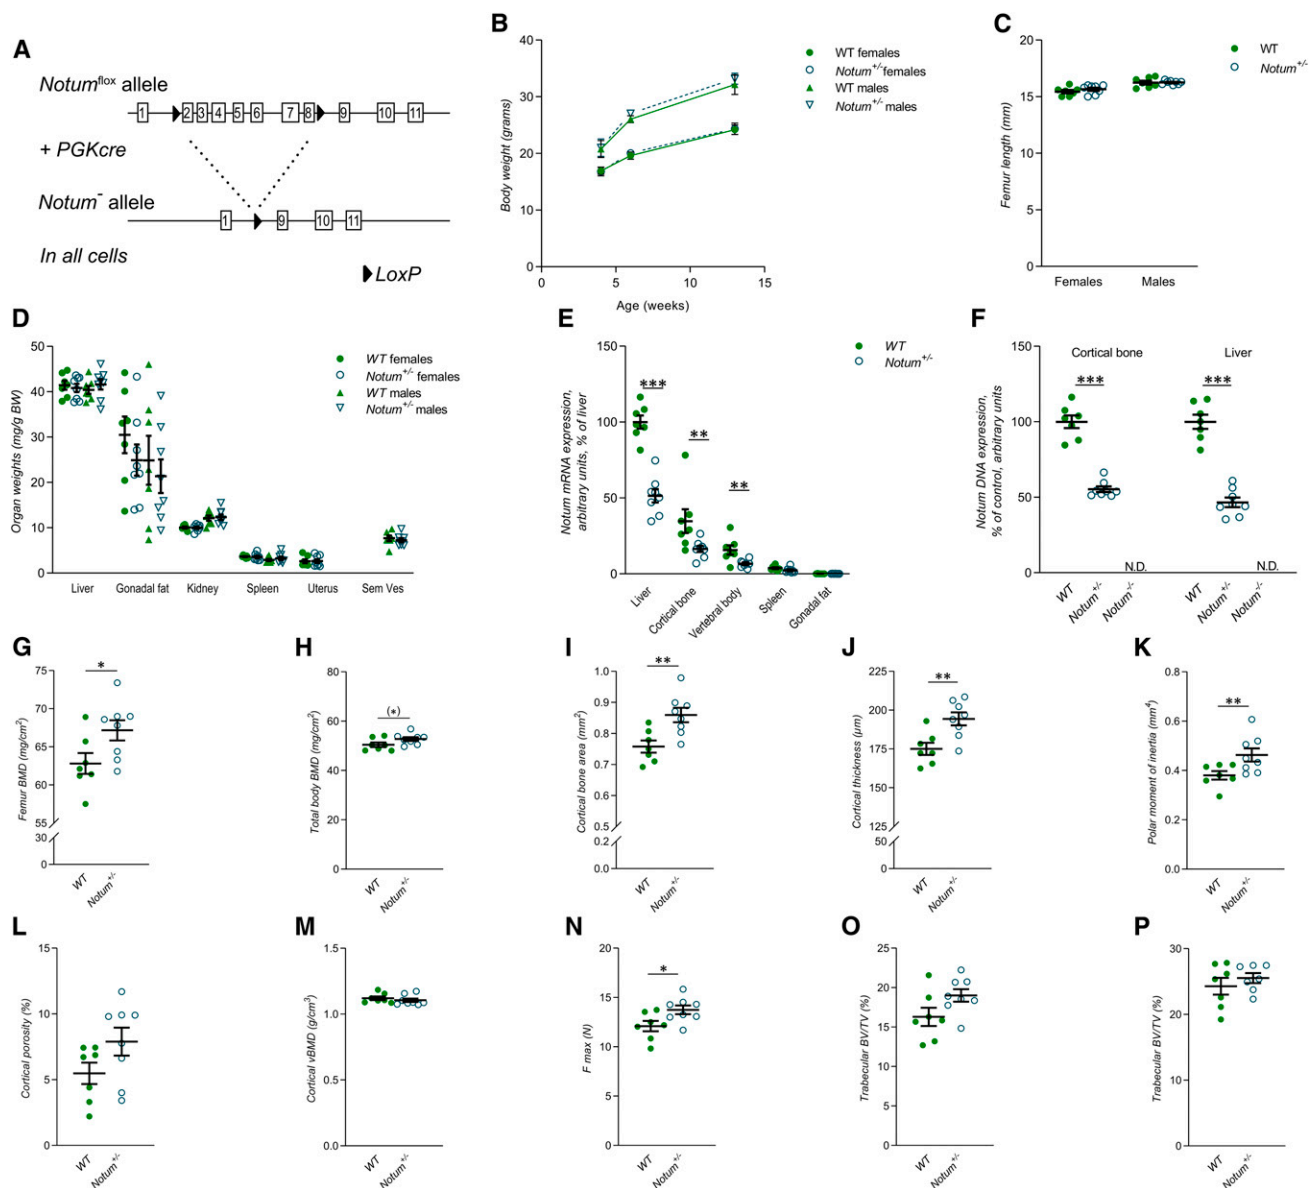 A
Notum^flox allele
1 2 3 4 5 6 7 8 9 10 11
+ PGKcre
Notum^- allele
1 9 10 11
In all cells
LoxP
B
Body weight (grams)
40
30
20
10
0
0 5 10 15
Age (weeks)
WT females
Notum^+/- females
WT males
Notum^+/- males
C
Femur length (mm)
20
15
10
5
0
Females Males
WT
Notum^+/-
D
Organ weights (mg/g BW)
50
40
30
20
10
0
Liver Gonadal fat Kidney Spleen Uterus Sem Ves
WT females
Notum^+/- females
WT males
Notum^+/- males
E
Notum mRNA expression,
arbitrary units, % of liver
150
100
50
0
*** ** **
Liver Cortical bone Vertebral body Spleen Gonadal fat
WT
Notum^+/-
F
Notum DNA expression,
% of control, arbitrary units
150
100
50
0
Cortical bone Liver
*** ***
N.D. N.D.
WT Notum^+/- Notum^-/- WT Notum^+/- Notum^-/-
G
Femur BMD (mg/cm²)
75
70
65
60
55
30
0
*
WT Notum^+/-
H
Total body BMD (mg/cm²)
80
60
40
20
0
(*)
WT Notum^+/-
I
Cortical bone area (mm²)
1.0
0.9
0.8
0.7
0.6
0.5
0.2
0.0
**
WT Notum^+/-
J
Cortical thickness (µm)
225
200
175
150
125
50
0
**
WT Notum^+/-
K
Polar moment of inertia (mm⁴)
0.8
0.6
0.4
0.2
0.0
**
WT Notum^+/-
L
Cortical porosity (%)
15
10
5
0
WT Notum^+/-
M
Cortical vBMD (g/cm³)
1.5
1.0
0.5
0.0
WT Notum^+/-
N
F max (N)
20
15
10
5
0
*
WT Notum^+/-
O
Trabecular BV/TV (%)
25
20
15
10
5
0
WT Notum^+/-
P
Trabecular BV/TV (%)
30
20
10
0
WT Notum^+/-